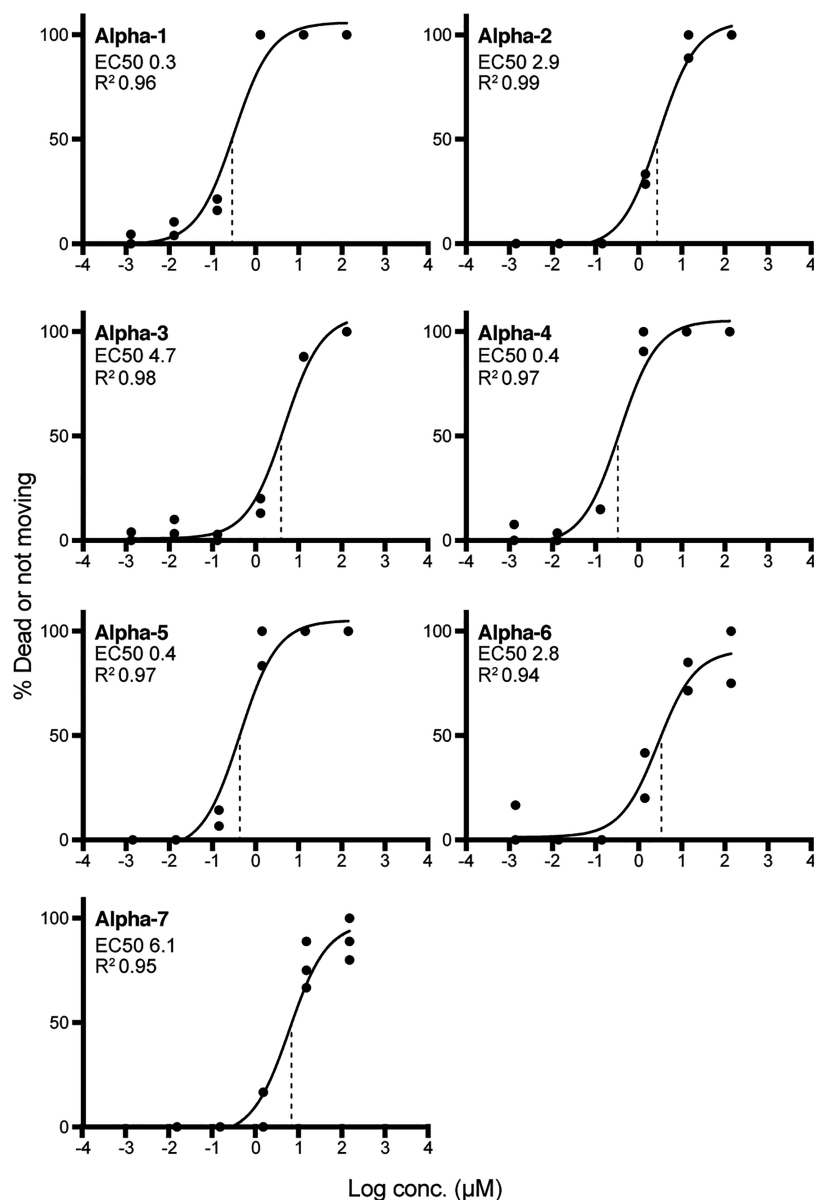 Alpha-1
EC50 0.3
R² 0.96
100
50
0
-4 -3 -2 -1 0 1 2 3 4
Alpha-2
EC50 2.9
R² 0.99
100
50
0
-4 -3 -2 -1 0 1 2 3 4
Alpha-3
EC50 4.7
R² 0.98
100
50
0
-4 -3 -2 -1 0 1 2 3 4
Alpha-4
EC50 0.4
R² 0.97
100
50
0
-4 -3 -2 -1 0 1 2 3 4
% Dead or not moving
Alpha-5
EC50 0.4
R² 0.97
100
50
0
-4 -3 -2 -1 0 1 2 3 4
Alpha-6
EC50 2.8
R² 0.94
100
50
0
-4 -3 -2 -1 0 1 2 3 4
Alpha-7
EC50 6.1
R² 0.95
100
50
0
-4 -3 -2 -1 0 1 2 3 4
Log conc. (µM)